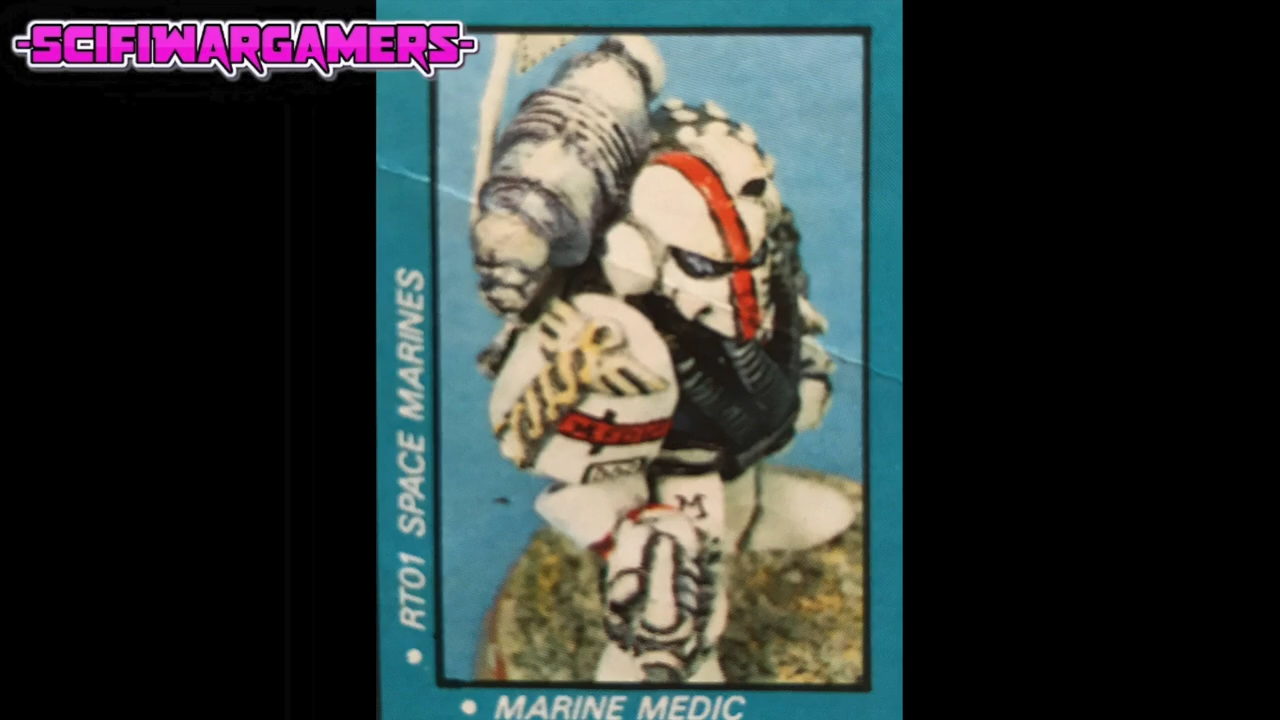 -SCIFIWARGAMERS-
• RT01 SPACE MARINES
M
• MARINE MEDIC